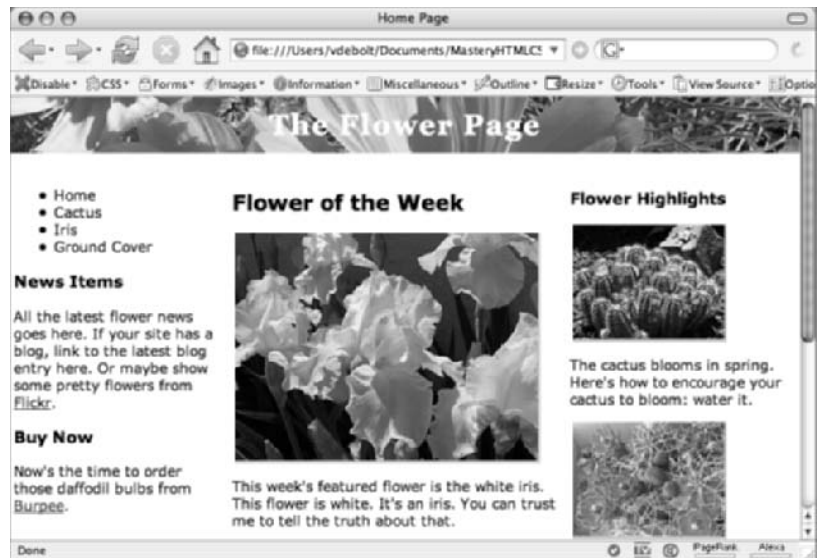 Home Page
file:///Users/vdebolt/Documents/MasteryHTMLCS
G
Disable CSS Forms Images Information Miscellaneous Outline Resize Tools View Source Optio
The Flower Page
Home
Cactus
Iris
Ground Cover
News Items
All the latest flower news
goes here. If your site has a
blog, link to the latest blog
entry here. Or maybe show
some pretty flowers from
Flickr.
Buy Now
Now's the time to order
those daffodil bulbs from
Burpee.
Flower of the Week
This week's featured flower is the white iris.
This flower is white. It's an iris. You can trust
me to tell the truth about that.
Flower Highlights
The cactus blooms in spring.
Here's how to encourage your
cactus to bloom: water it.
Done
PageRank Alexa